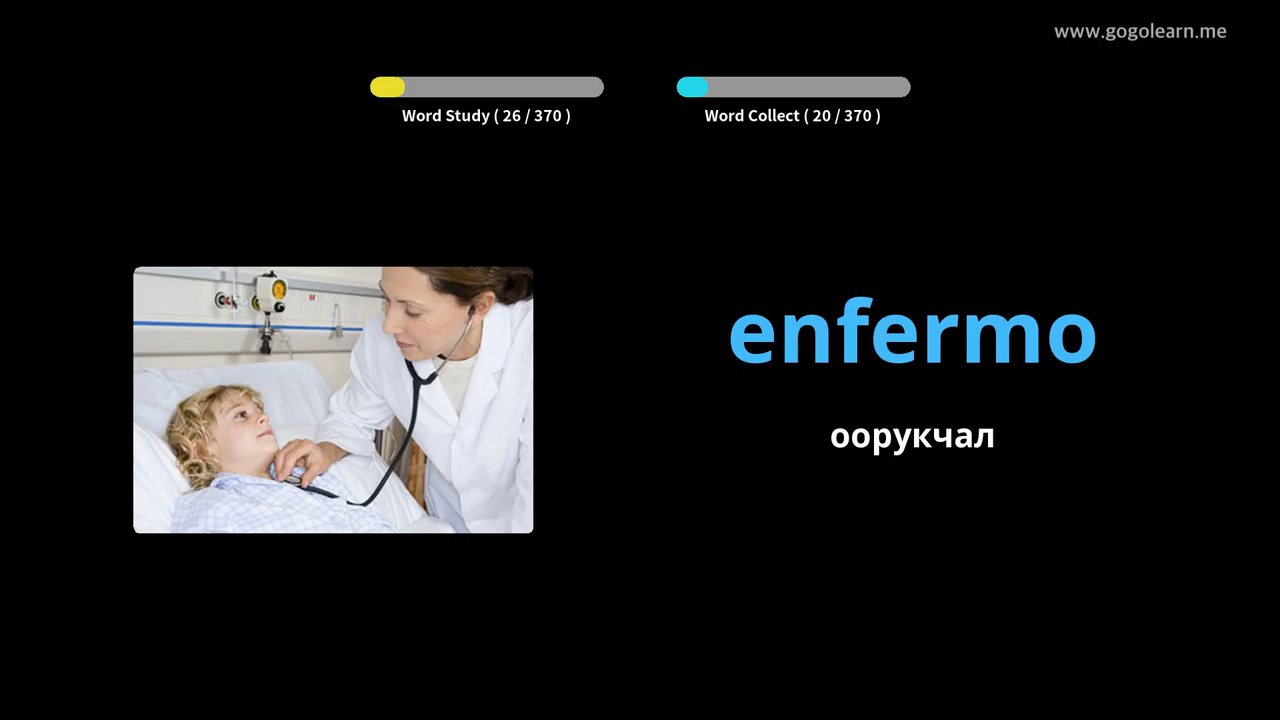 www.gogolearn.me
Word Study ( 26 / 370 )
Word Collect ( 20 / 370 )
enfermo
оорукчал